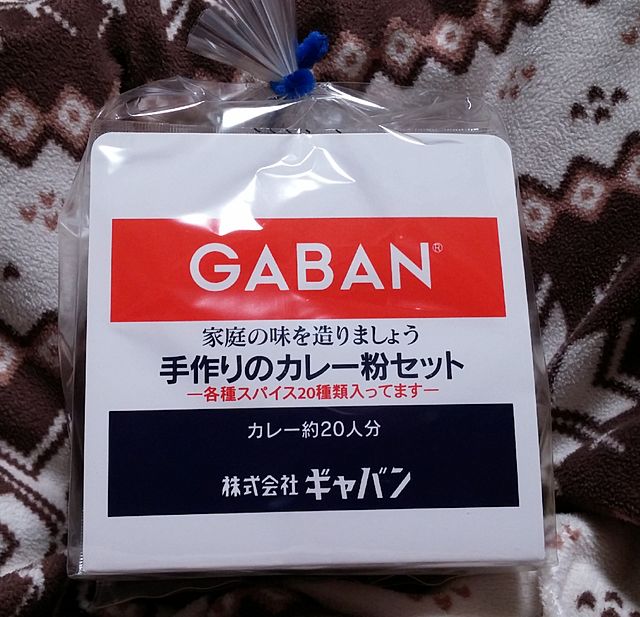 GABAN®
家庭の味を造りましょう
手作りのカレー粉セット
―各種スパイス20種類入ってます―
カレー約20人分
株式会社 ギャバン